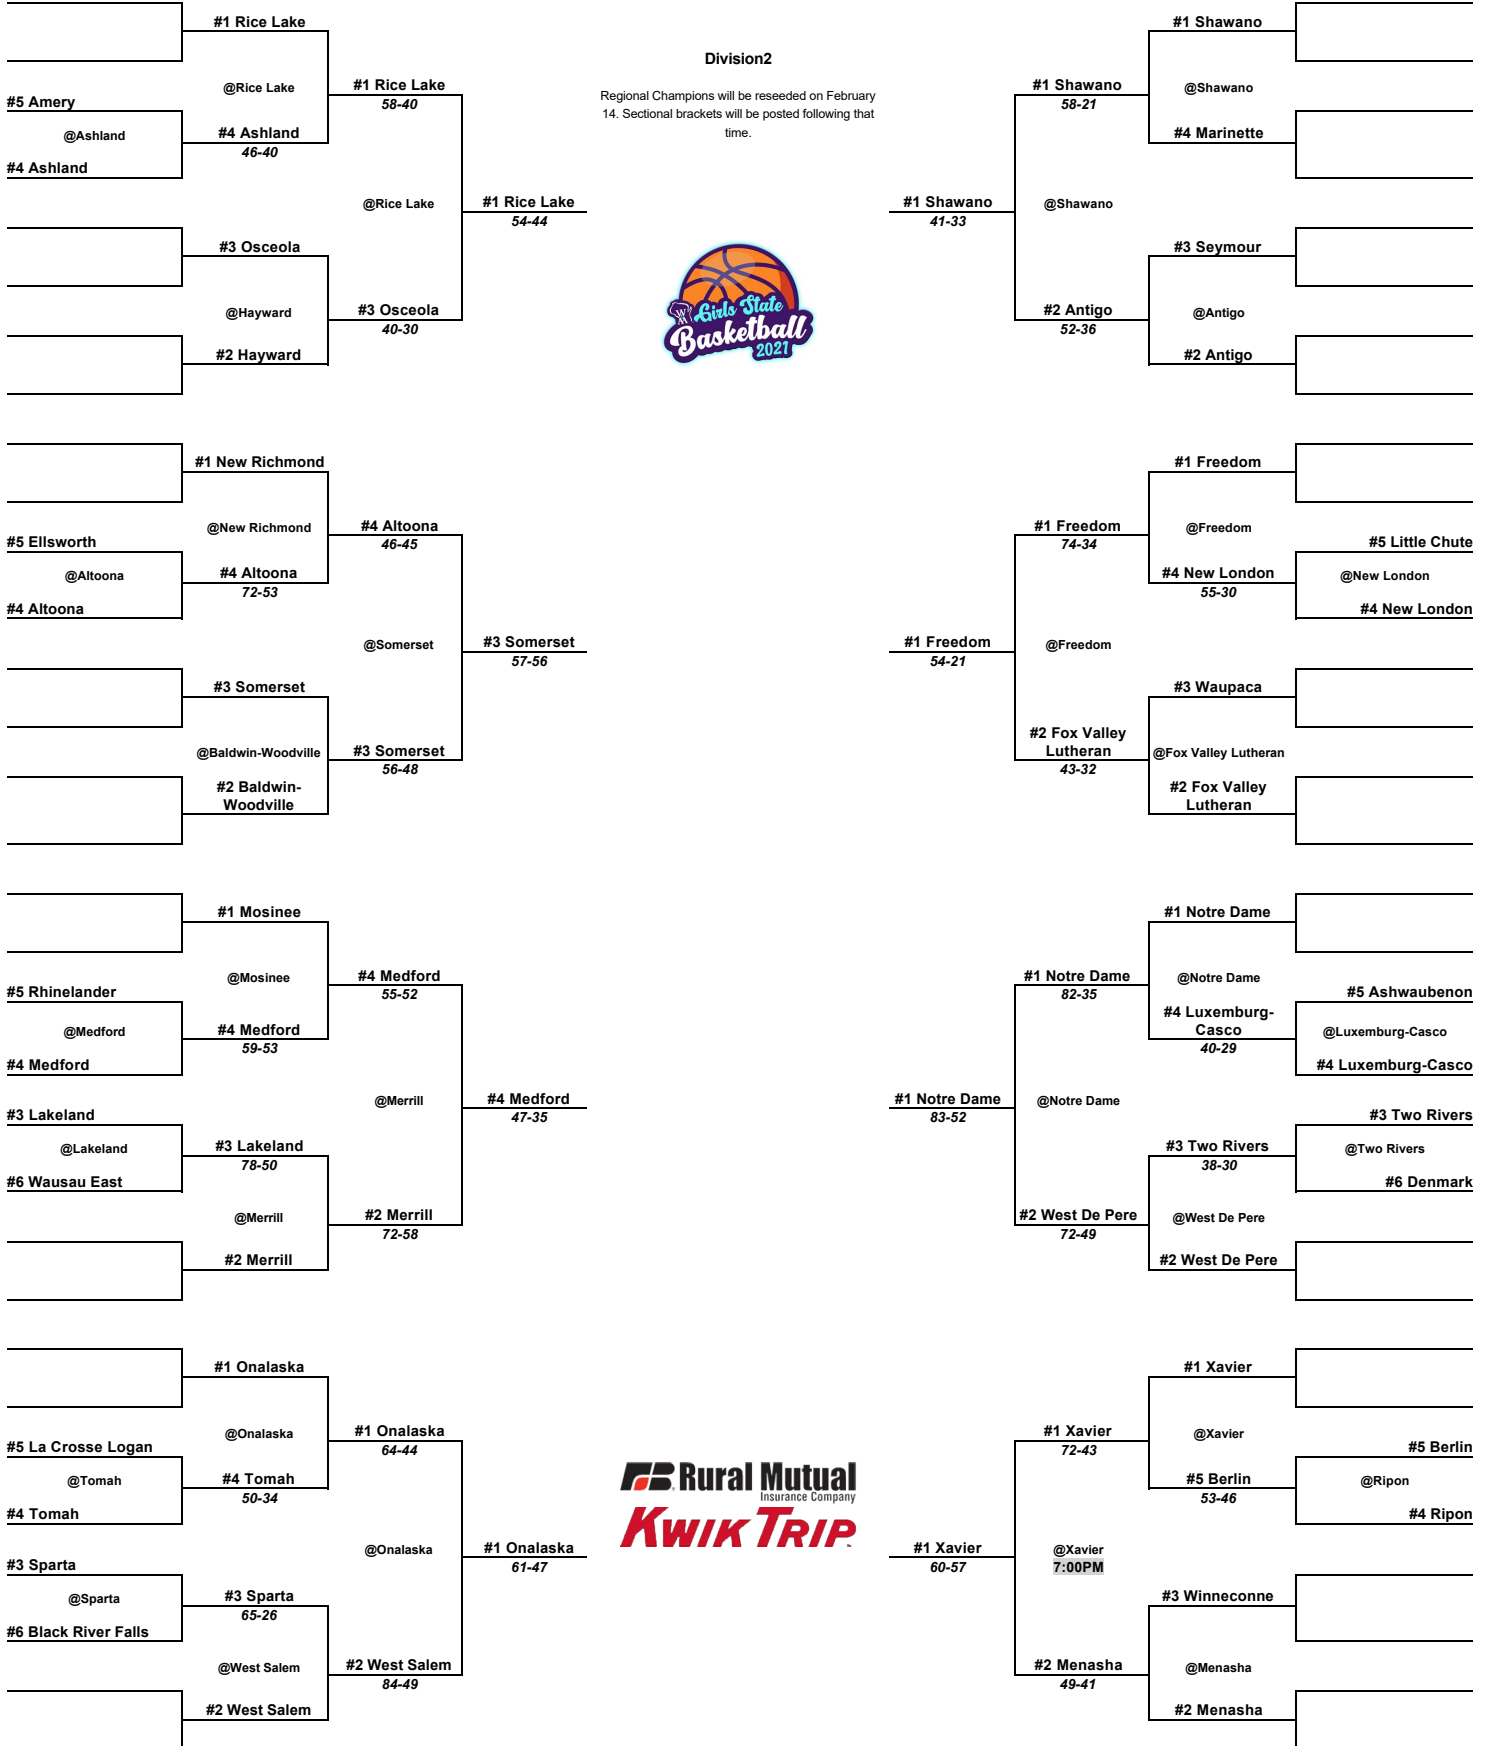 #1 Rice Lake
@Rice Lake
#1 Rice Lake
58-40
#5 Amery
@Ashland
#4 Ashland
46-40
#4 Ashland
@Rice Lake
#1 Rice Lake
54-44
#3 Osceola
@Hayward
#3 Osceola
40-30
#2 Hayward
#1 New Richmond
@New Richmond
#4 Altoona
46-45
#5 Ellsworth
@Altoona
#4 Altoona
72-53
#4 Altoona
@Somerset
#3 Somerset
57-56
#3 Somerset
@Baldwin-Woodville
#3 Somerset
56-48
#2 Baldwin-
Woodville
#1 Mosinee
@Mosinee
#4 Medford
55-52
#5 Rhinelander
@Medford
#4 Medford
59-53
#4 Medford
@Merrill
#4 Medford
47-35
#3 Lakeland
@Lakeland
#3 Lakeland
78-50
#6 Wausau East
@Merrill
#2 Merrill
72-58
#2 Merrill
#1 Onalaska
@Onalaska
#1 Onalaska
64-44
#5 La Crosse Logan
@Tomah
#4 Tomah
50-34
#4 Tomah
@Onalaska
#1 Onalaska
61-47
#3 Sparta
@Sparta
#3 Sparta
65-26
#6 Black River Falls
@West Salem
#2 West Salem
84-49
#2 West Salem
Division2
Regional Champions will be reseeded on February
14. Sectional brackets will be posted following that
time.
Girls State
Basketball
2021
Rural Mutual
Insurance Company
KWIK TRIP
#1 Shawano
@Shawano
#1 Shawano
58-21
#4 Marinette
#1 Shawano
41-33
@Shawano
#3 Seymour
@Antigo
#2 Antigo
52-36
#2 Antigo
#1 Freedom
@Freedom
#1 Freedom
74-34
#5 Little Chute
@New London
#4 New London
55-30
#4 New London
#1 Freedom
54-21
@Freedom
#3 Waupaca
@Fox Valley Lutheran
#2 Fox Valley
Lutheran
43-32
#2 Fox Valley
Lutheran
#1 Notre Dame
@Notre Dame
#1 Notre Dame
82-35
#5 Ashwaubenon
@Luxemburg-Casco
#4 Luxemburg-
Casco
40-29
#4 Luxemburg-Casco
#1 Notre Dame
83-52
@Notre Dame
#3 Two Rivers
@Two Rivers
#3 Two Rivers
38-30
#6 Denmark
@West De Pere
#2 West De Pere
72-49
#2 West De Pere
#1 Xavier
@Xavier
#1 Xavier
72-43
#5 Berlin
@Ripon
#5 Berlin
53-46
#4 Ripon
#1 Xavier
60-57
@Xavier
7:00PM
#3 Winneconne
@Menasha
#2 Menasha
49-41
#2 Menasha